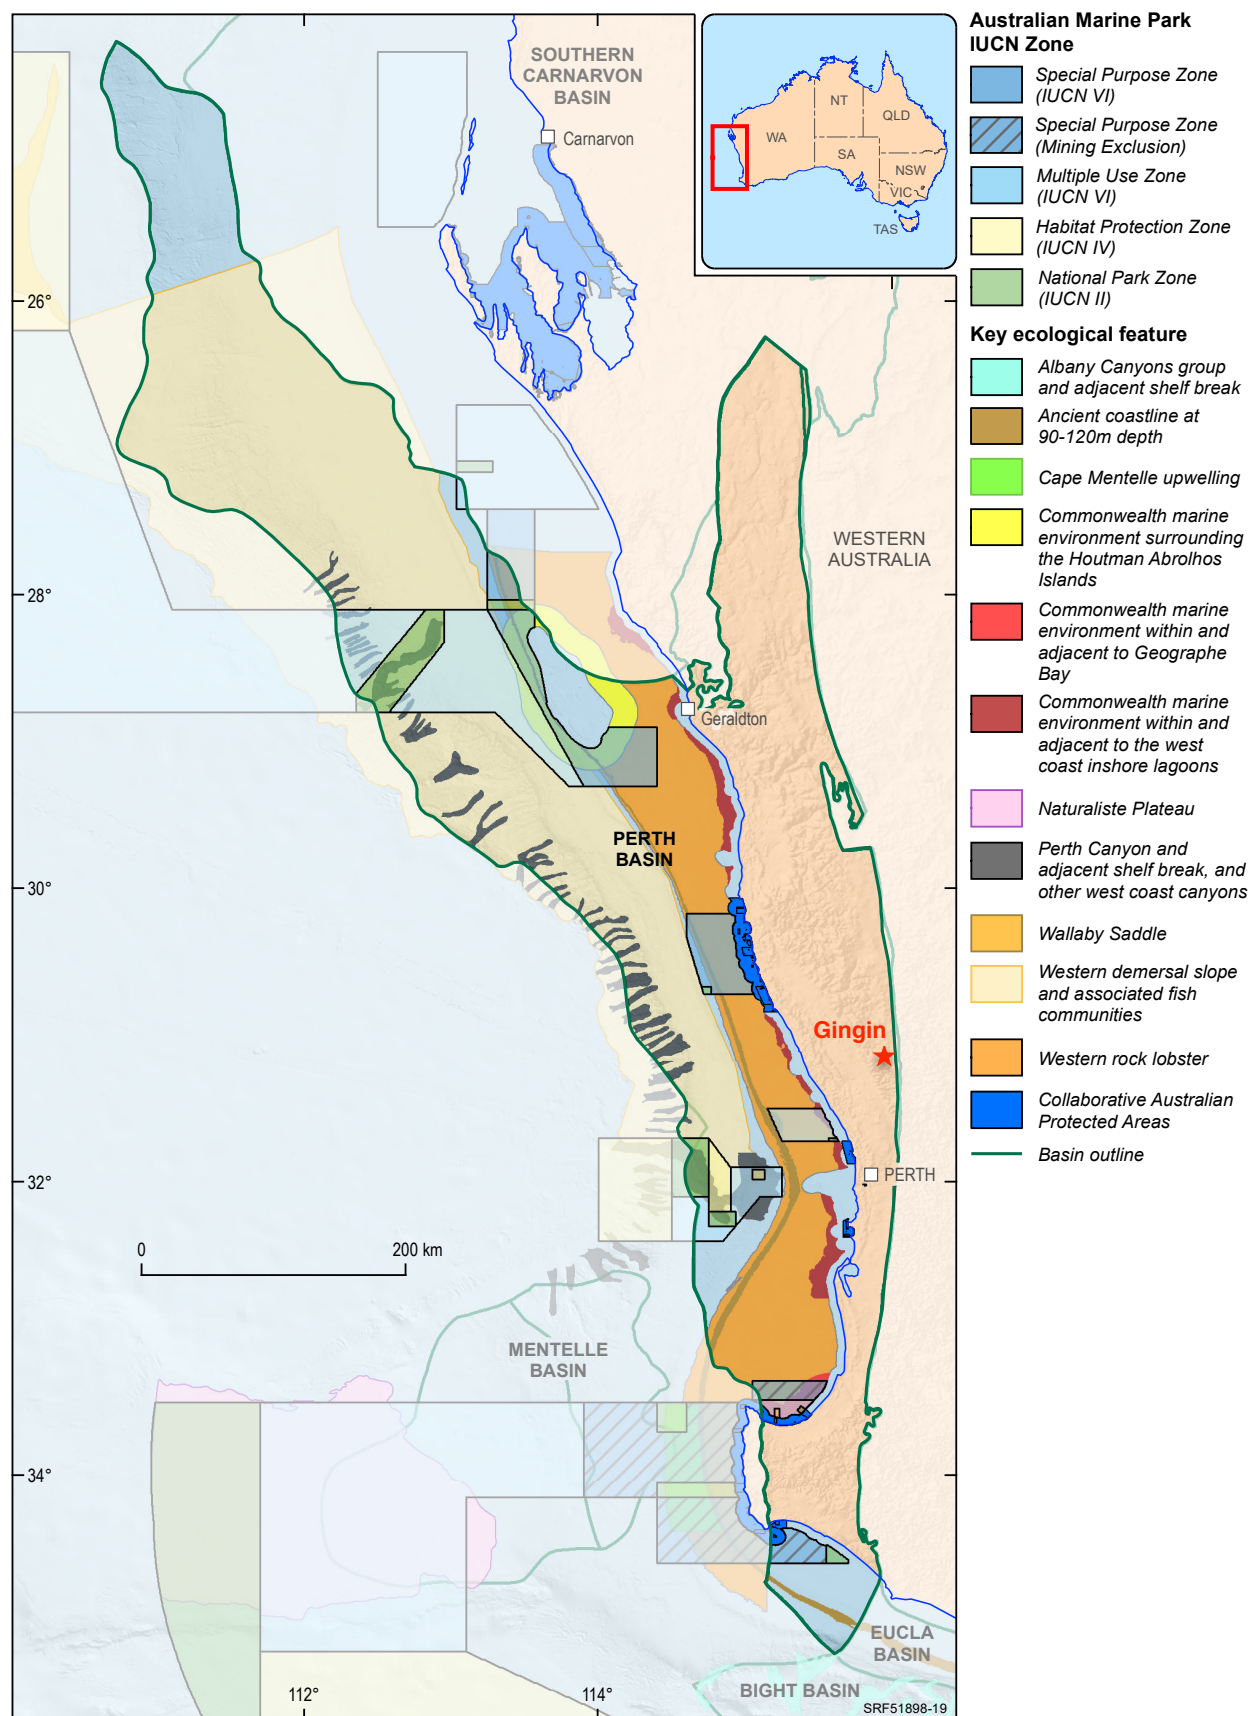 SOUTHERN
CARNARVON
BASIN
Carnarvon
NT
QLD
WA
SA
NSW
VIC
TAS
26°
28°
30°
32°
34°
WESTERN
AUSTRALIA
Geraldton
PERTH
BASIN
Gingin
PERTH
0
200 km
MENTELLE
BASIN
EUCLA
BASIN
BIGHT BASIN
112°
114°
SRF51898-19
Australian Marine Park
IUCN Zone
Special Purpose Zone
(IUCN VI)
Special Purpose Zone
(Mining Exclusion)
Multiple Use Zone
(IUCN VI)
Habitat Protection Zone
(IUCN IV)
National Park Zone
(IUCN II)
Key ecological feature
Albany Canyons group
and adjacent shelf break
Ancient coastline at
90-120m depth
Cape Mentelle upwelling
Commonwealth marine
environment surrounding
the Houtman Abrolhos
Islands
Commonwealth marine
environment within and
adjacent to Geographe
Bay
Commonwealth marine
environment within and
adjacent to the west
coast inshore lagoons
Naturaliste Plateau
Perth Canyon and
adjacent shelf break, and
other west coast canyons
Wallaby Saddle
Western demersal slope
and associated fish
communities
Western rock lobster
Collaborative Australian
Protected Areas
Basin outline